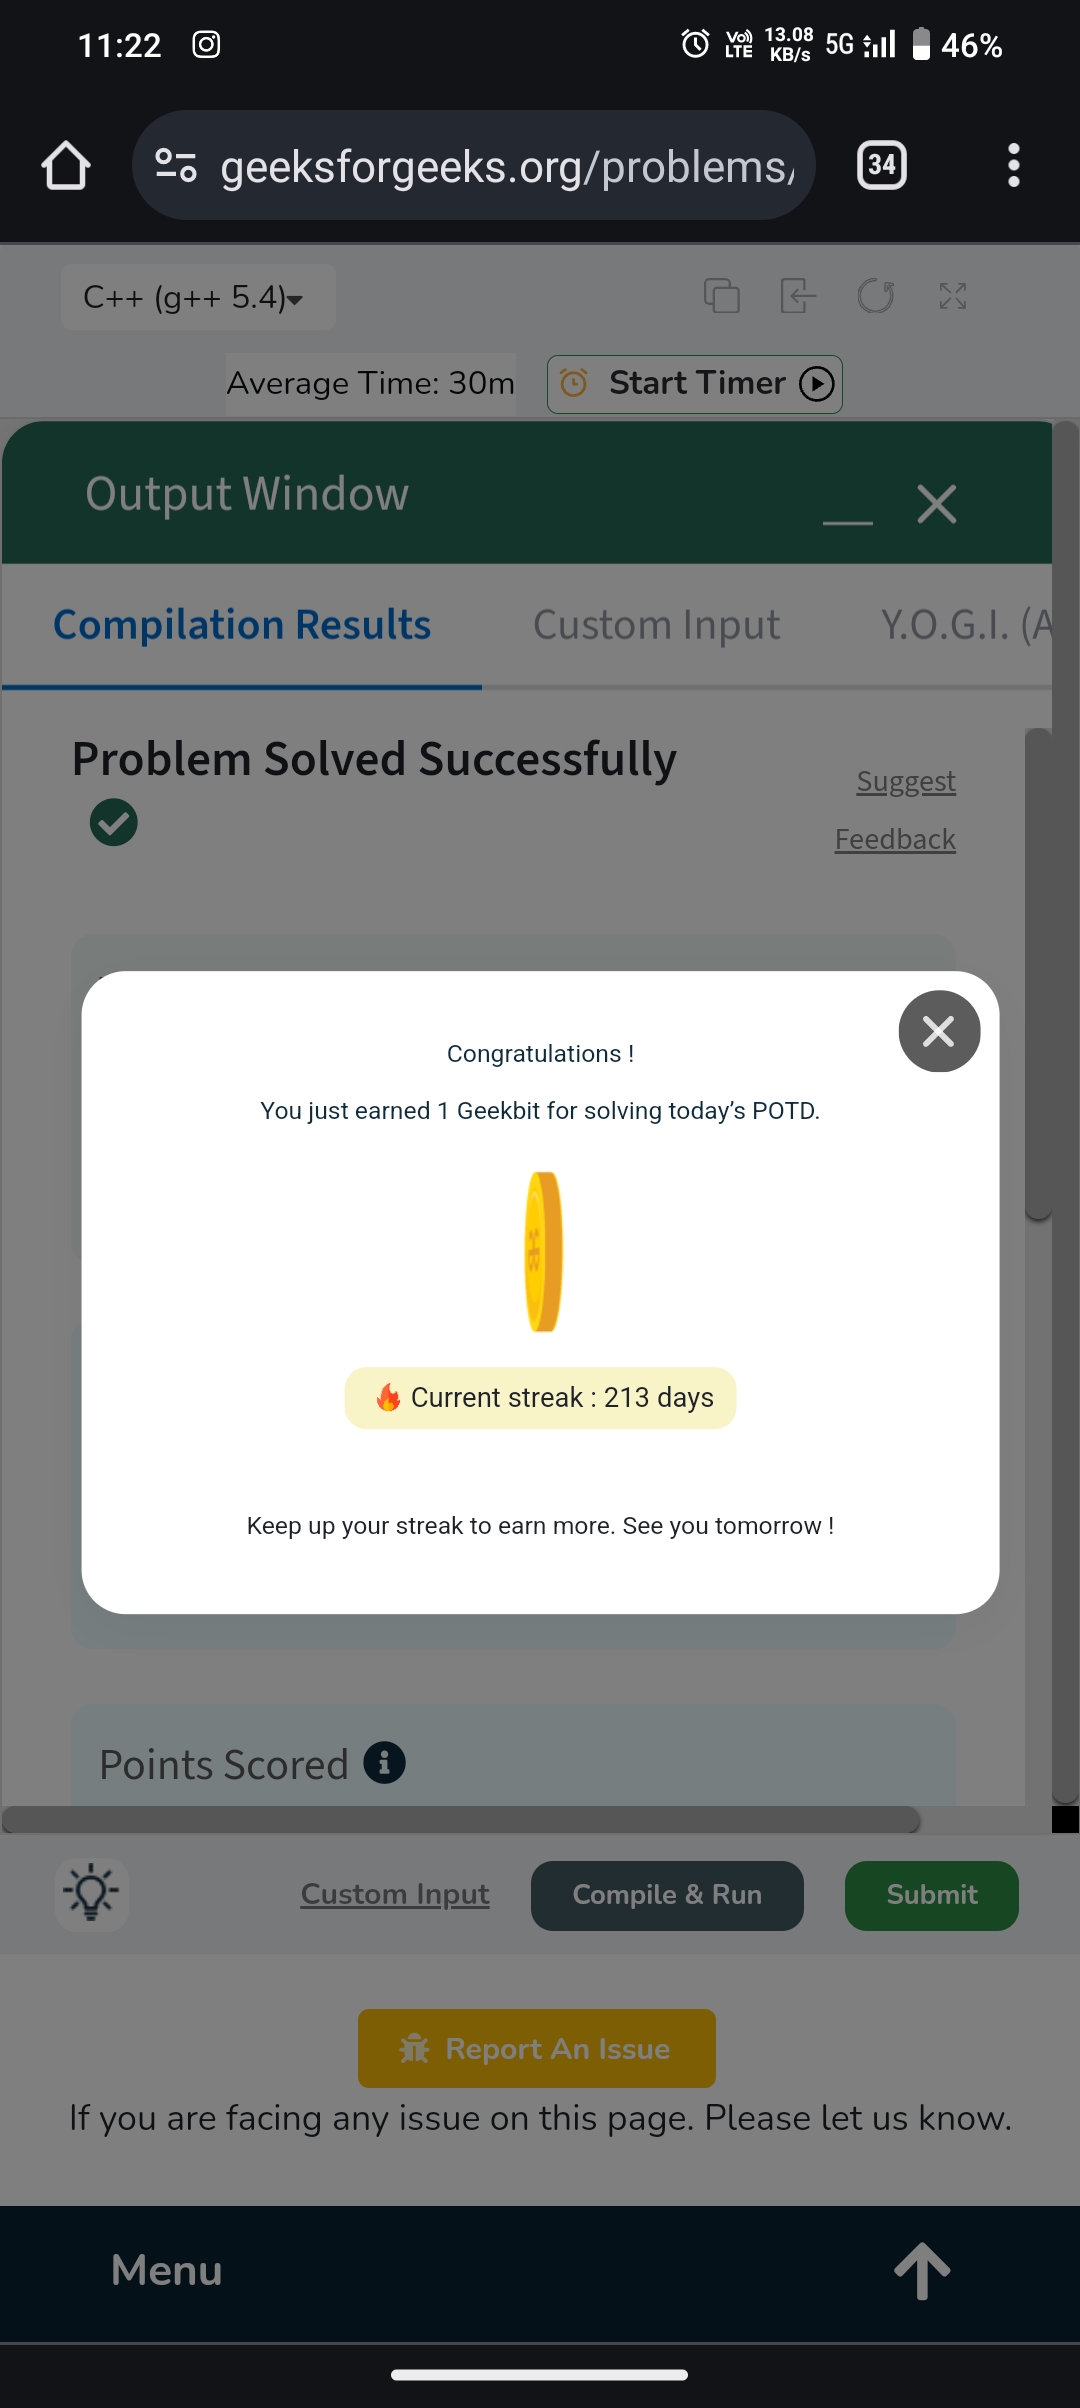 11:22
Vo))
LTE
13.08
KB/s
5G
46%
geeksforgeeks.org/problems/
34
C++ (g++ 5.4)
Average Time: 30m
Start Timer
Output Window
Compilation Results
Custom Input
Y.O.G.I. (A
Problem Solved Successfully
Suggest
Feedback
Congratulations !
You just earned 1 Geekbit for solving today’s POTD.
🔥 Current streak : 213 days
Keep up your streak to earn more. See you tomorrow !
Points Scored
Custom Input
Compile & Run
Submit
Report An Issue
If you are facing any issue on this page. Please let us know.
Menu